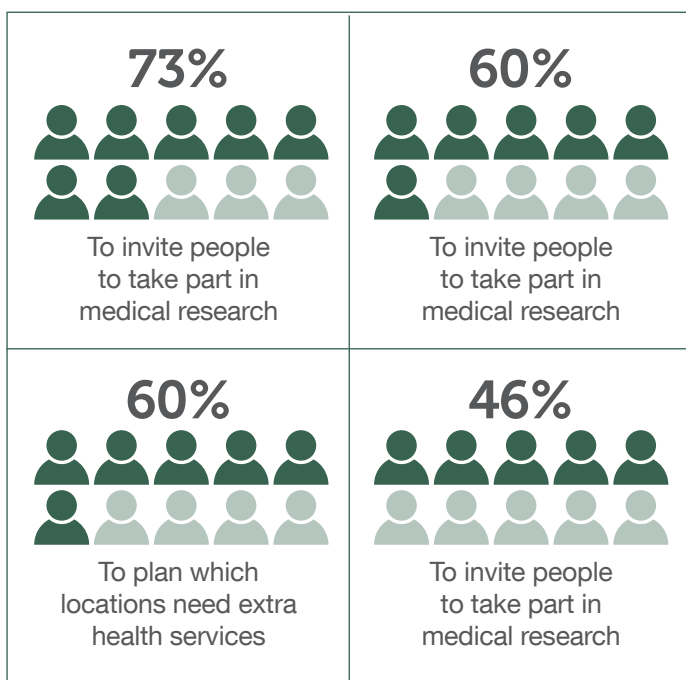 73%
To invite people
to take part in
medical research
60%
To invite people
to take part in
medical research
60%
To plan which
locations need extra
health services
46%
To invite people
to take part in
medical research